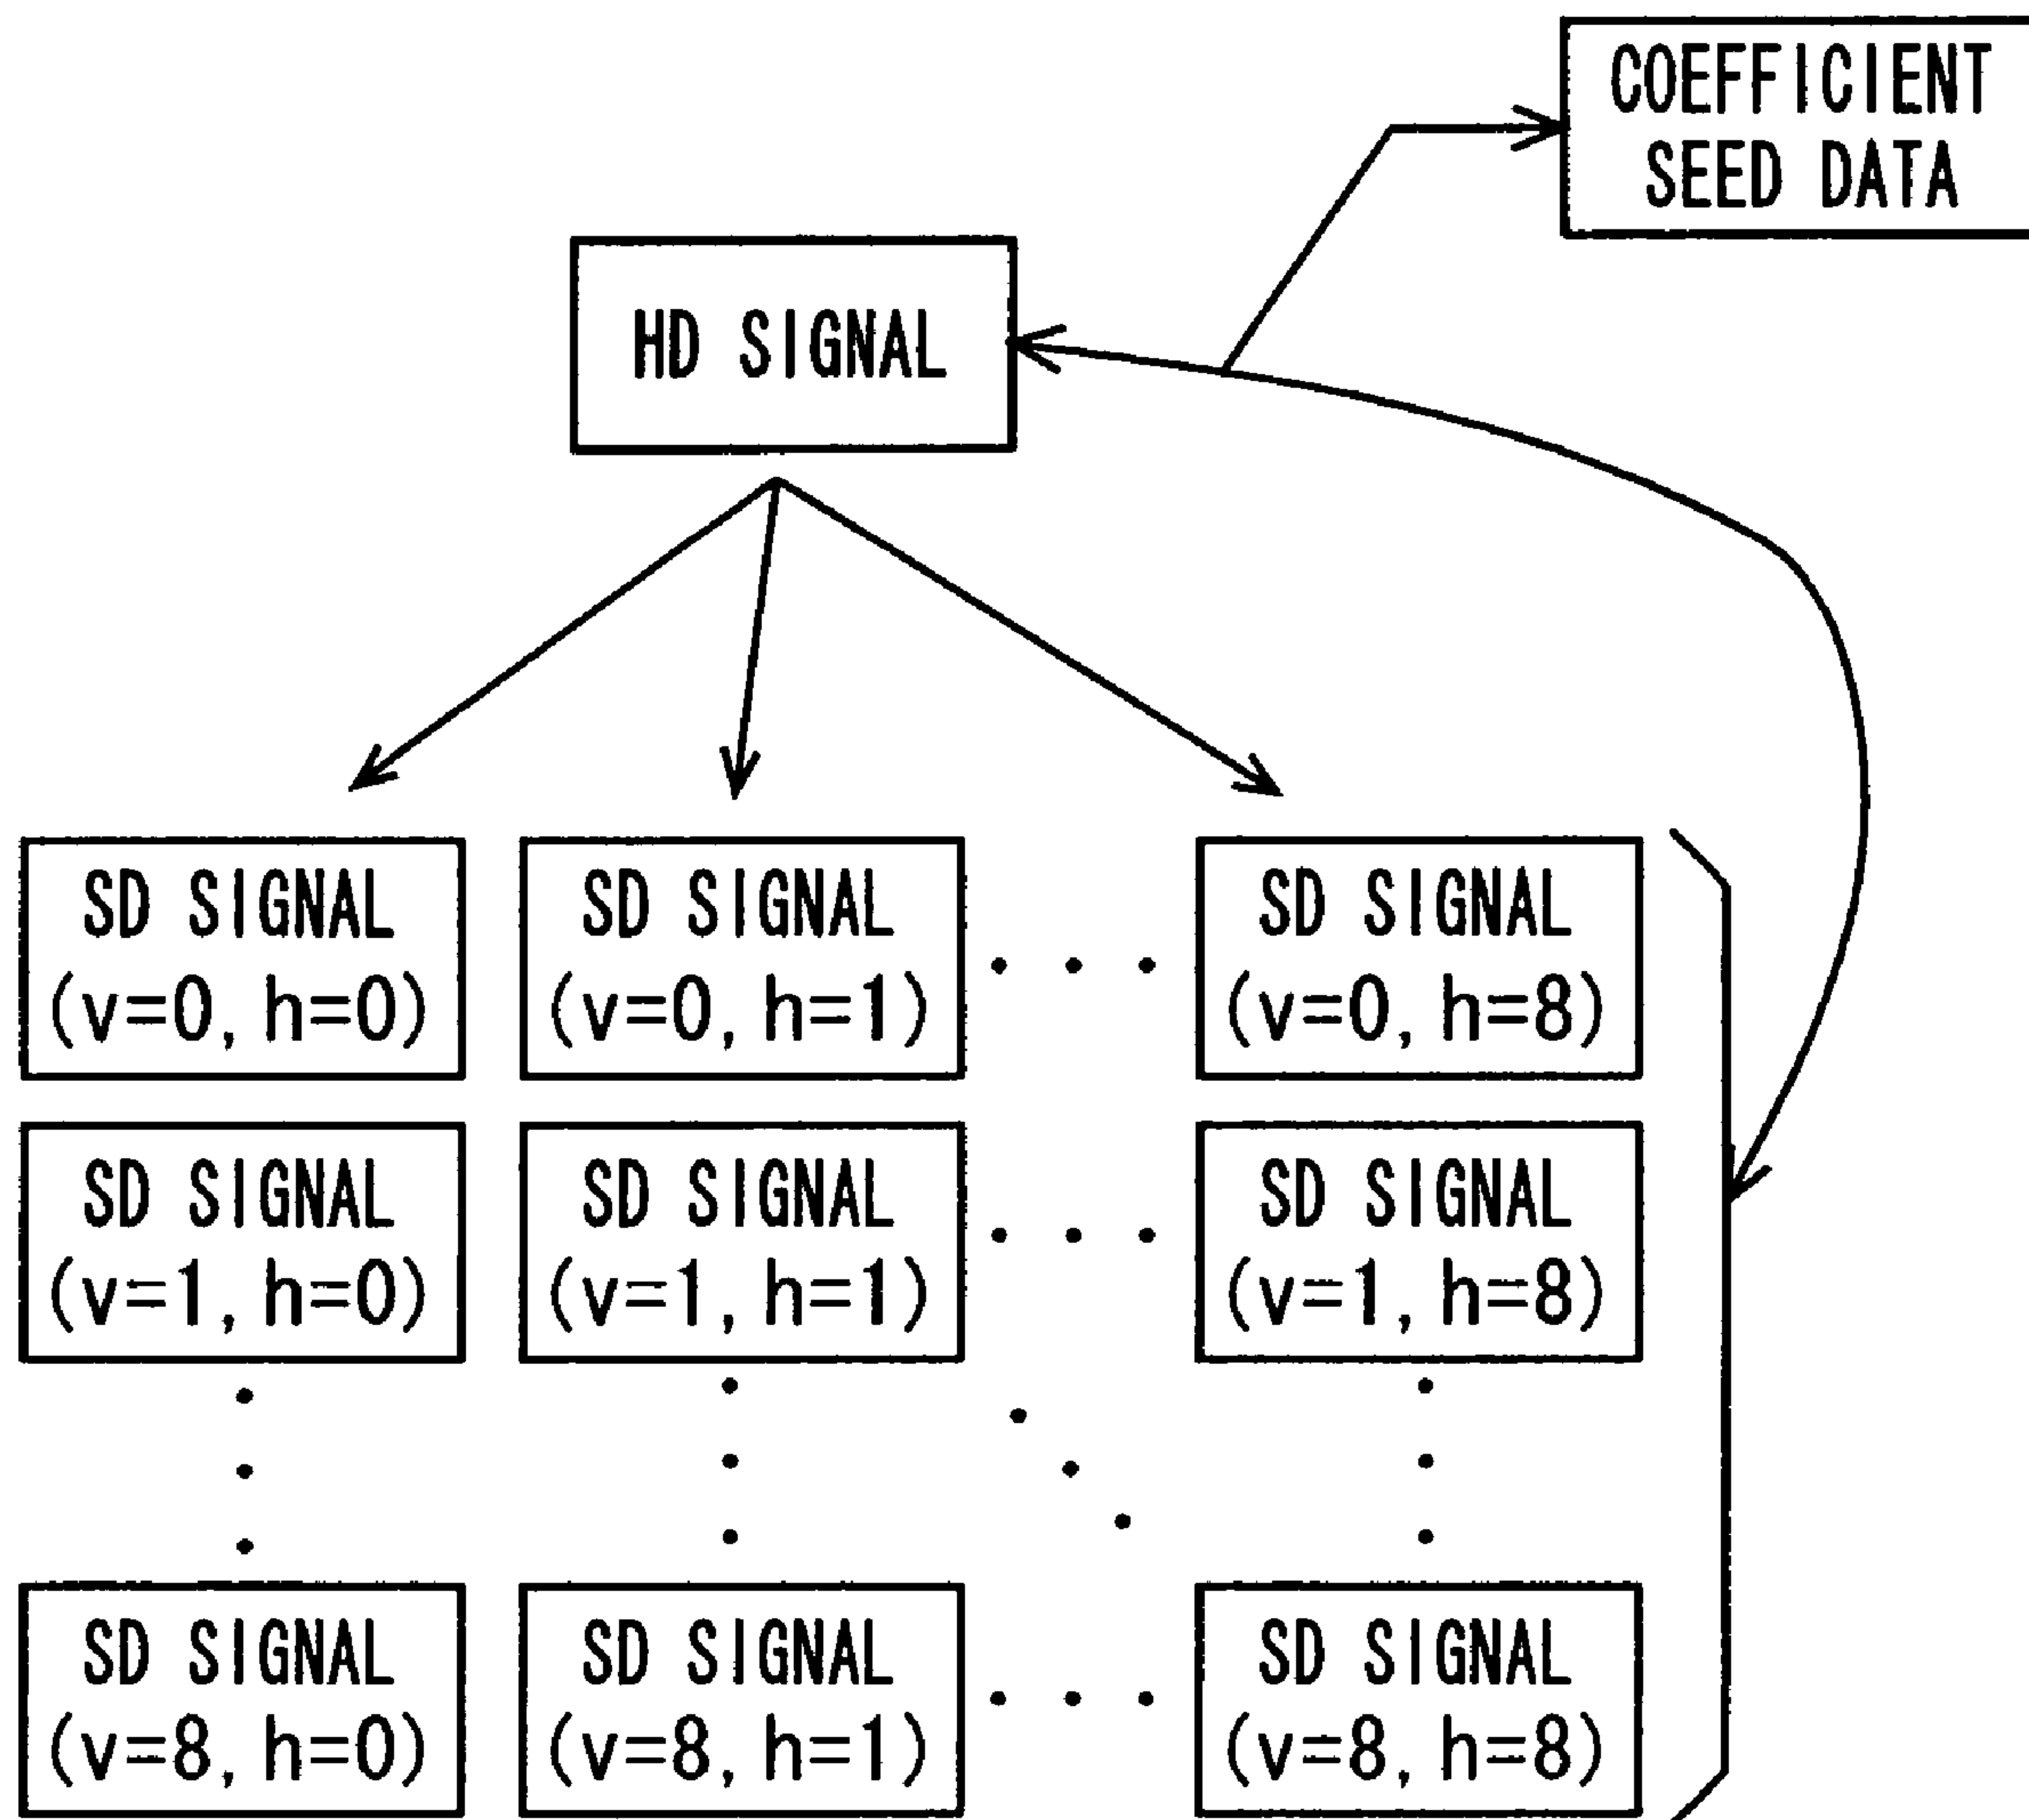 COEFFICIENT
SEED DATA
HD SIGNAL
SD SIGNAL
(v=0, h=0)
SD SIGNAL
(v=0, h=1)
SD SIGNAL
(v=0, h=8)
SD SIGNAL
(v=1, h=0)
SD SIGNAL
(v=1, h=1)
SD SIGNAL
(v=1, h=8)
SD SIGNAL
(v=8, h=0)
SD SIGNAL
(v=8, h=1)
SD SIGNAL
(v=8, h=8)